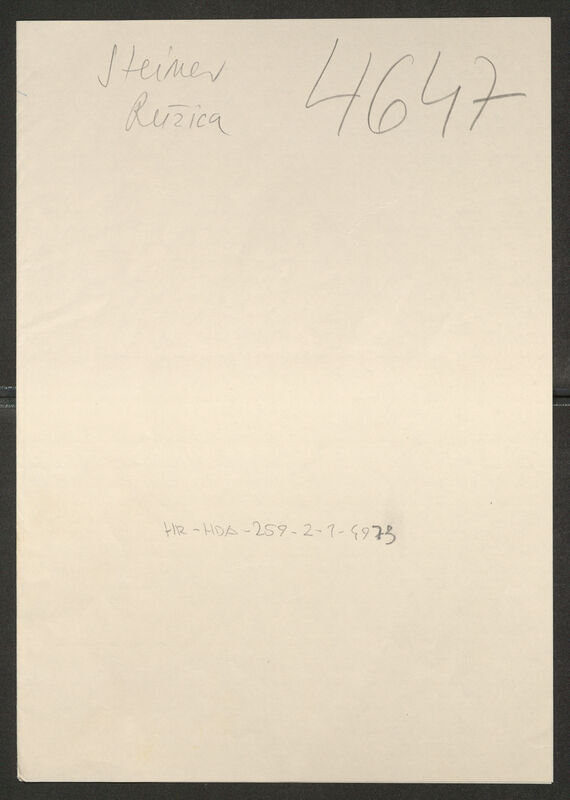 Steiner 4647
Ružica
HR-HDA-259-2-1-4973